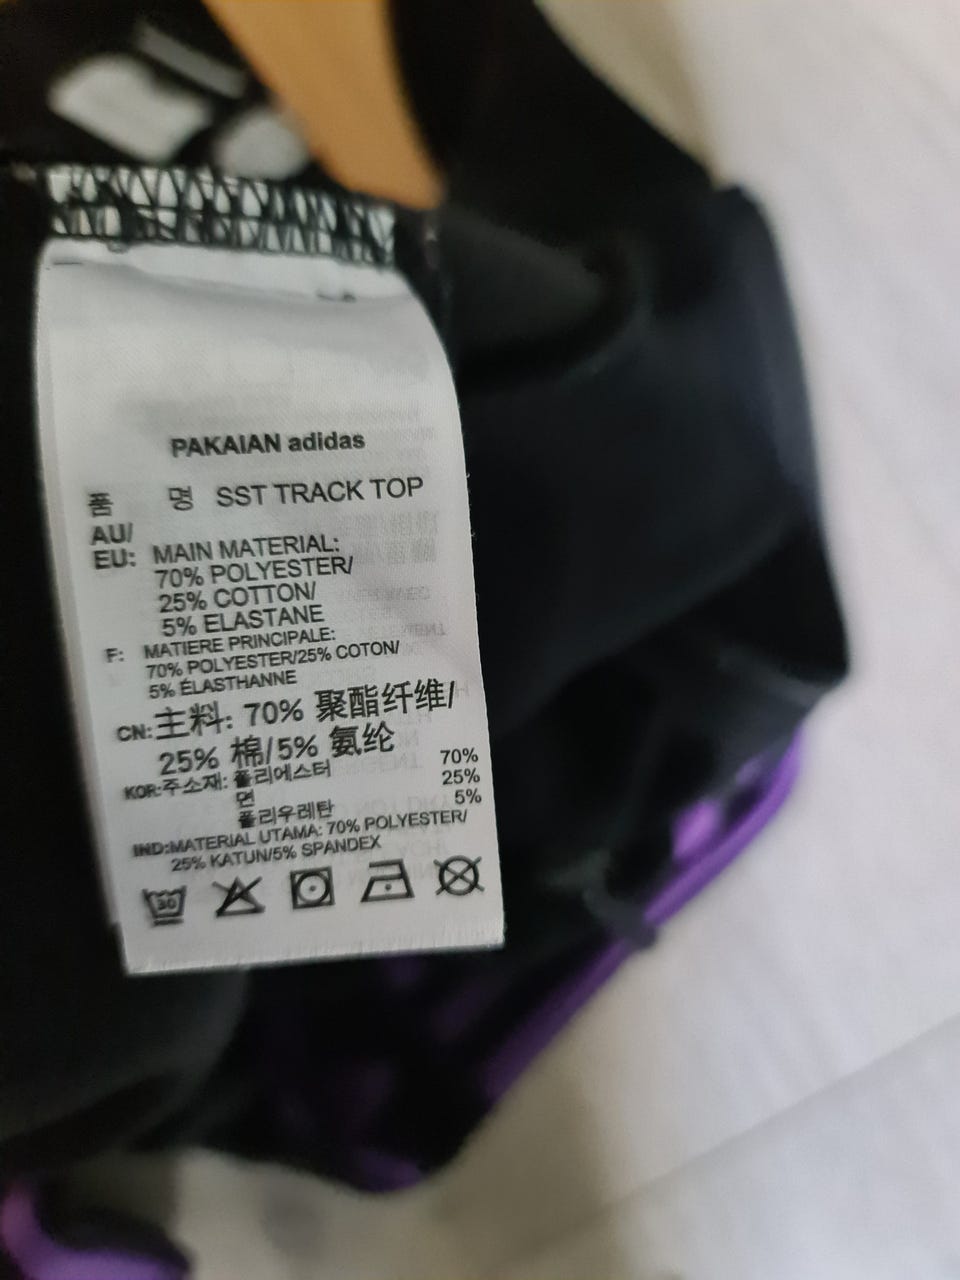 PAKAIAN adidas
품 명 SST TRACK TOP
AU/
EU: MAIN MATERIAL:
70% POLYESTER/
25% COTTON/
5% ELASTANE
F: MATIERE PRINCIPALE:
70% POLYESTER/25% COTON/
5% ÉLASTHANNE
CN:主料: 70% 聚酯纤维/
25% 棉/5% 氨纶
KOR:주소재: 폴리에스터 70%
면 25%
폴리우레탄 5%
IND:MATERIAL UTAMA: 70% POLYESTER/
25% KATUN/5% SPANDEX
30